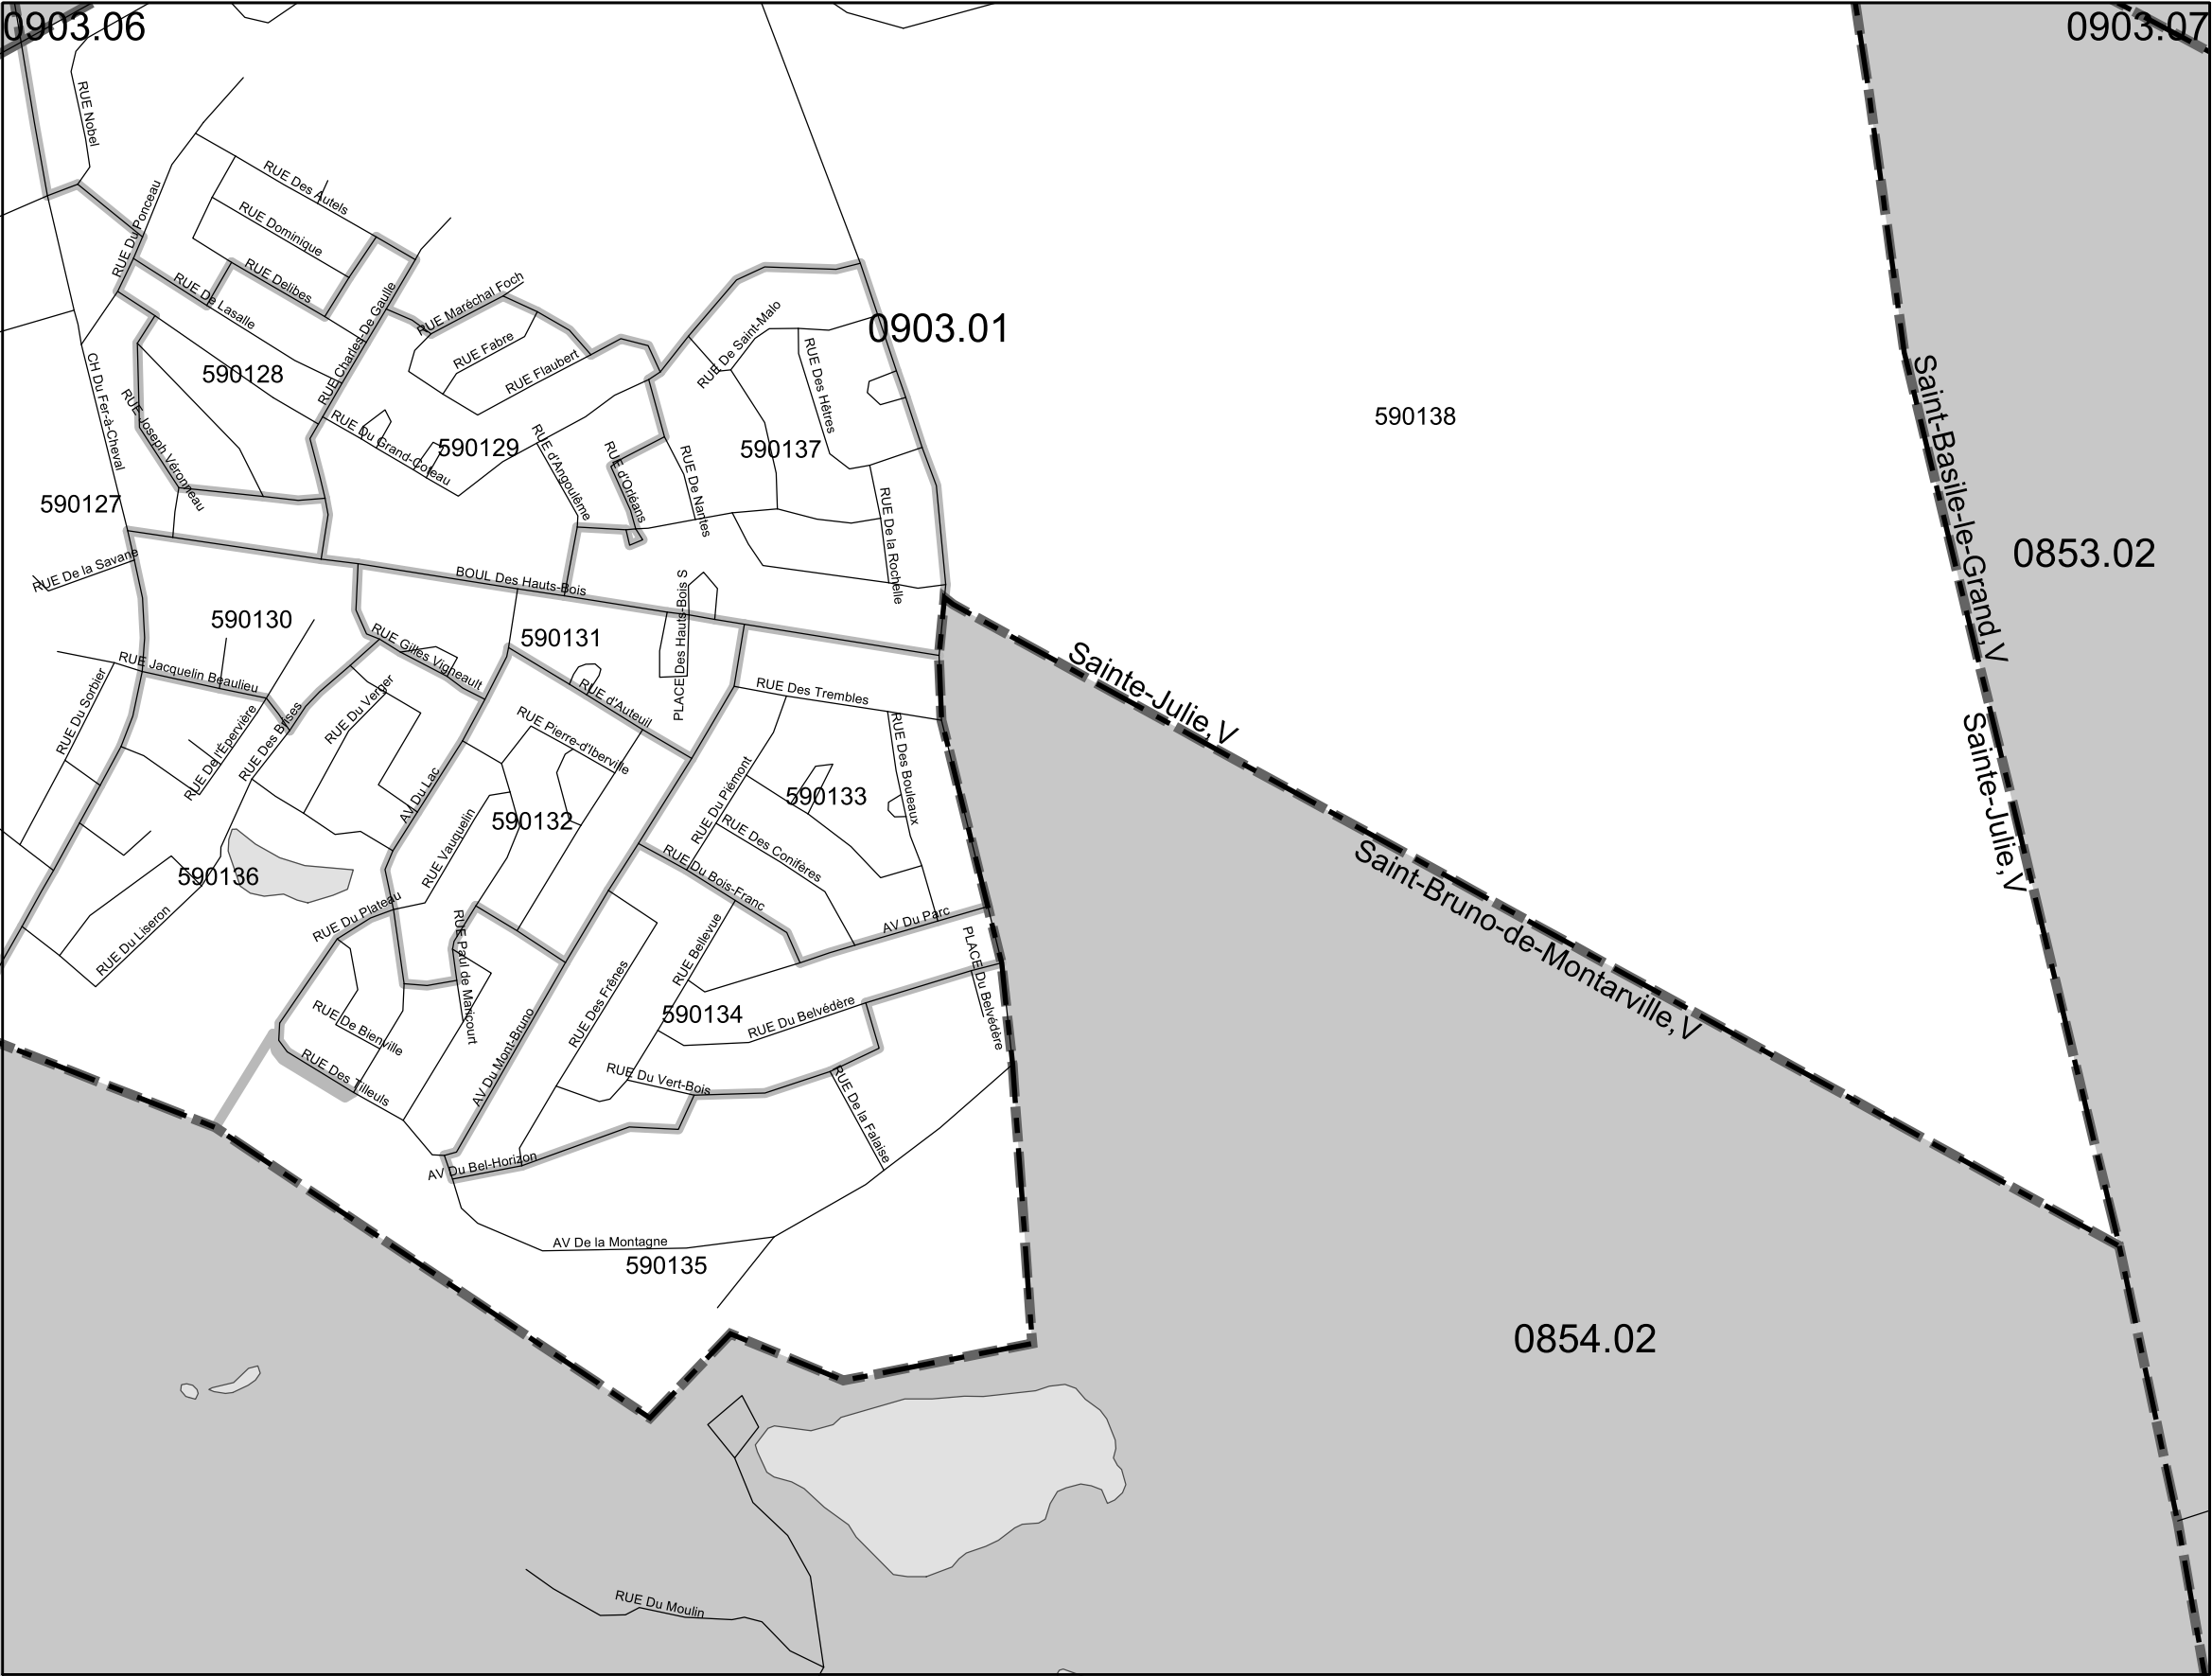 0903.06
0903.07
RUE Nobel
RUE Des Autels
RUE Du Ponceau
RUE Dominique
RUE Delibes
RUE De Lasalle
RUE Maréchal Foch
RUE Charles-De Gaulle
RUE De Saint-Malo
0903.01
RUE Fabre
RUE Flaubert
RUE Des Hêtres
CH Du Fer-à-Cheval
590128
RUE Joseph Véronneau
RUE Du Grand-Coteau
590129
590137
590138
RUE d'Angoulême
RUE d'Orléans
RUE De Nantes
RUE De la Rochelle
590127
Saint-Basile-le-Grand,V
0853.02
RUE De la Savane
BOUL Des Hauts-Bois
PLACE Des Hauts-Bois S
590130
590131
RUE Gilles Vigneault
RUE Jacquelin Beaulieu
RUE Du Sorbier
RUE De l'Épervière
RUE Des Brises
RUE Du Verger
RUE d'Auteuil
RUE Pierre-d'Iberville
RUE Des Trembles
RUE Des Bouleaux
Sainte-Julie,V
Sainte-Julie,V
AV Du Lac
RUE Du Piémont
590133
590132
RUE Vauquelin
RUE Des Conifères
RUE Du Bois-Franc
Saint-Bruno-de-Montarville,V
590136
RUE Du Plateau
RUE Du Liseron
RUE Paul de Maricourt
RUE Bellevue
AV Du Parc
PLACE Du Belvédère
RUE Des Frênes
590134
RUE Du Belvédère
RUE De Bienville
RUE Des Tilleuls
AV Du Mont-Bruno
RUE Du Vert-Bois
RUE De la Falaise
AV Du Bel-Horizon
AV De la Montagne
590135
0854.02
RUE Du Moulin